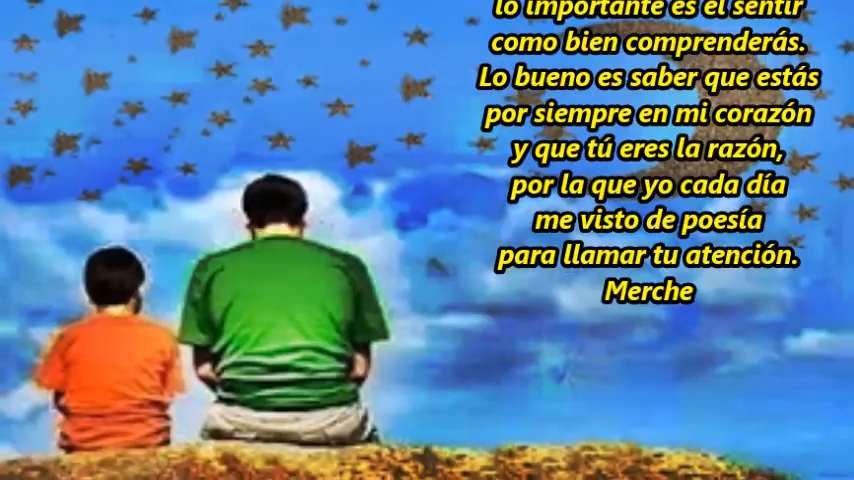 lo importante es el sentir
como bien comprenderás.
Lo bueno es saber que estás
por siempre en mi corazón
y que tú eres la razón,
por la que yo cada día
me visto de poesía
para llamar tu atención.
Merche